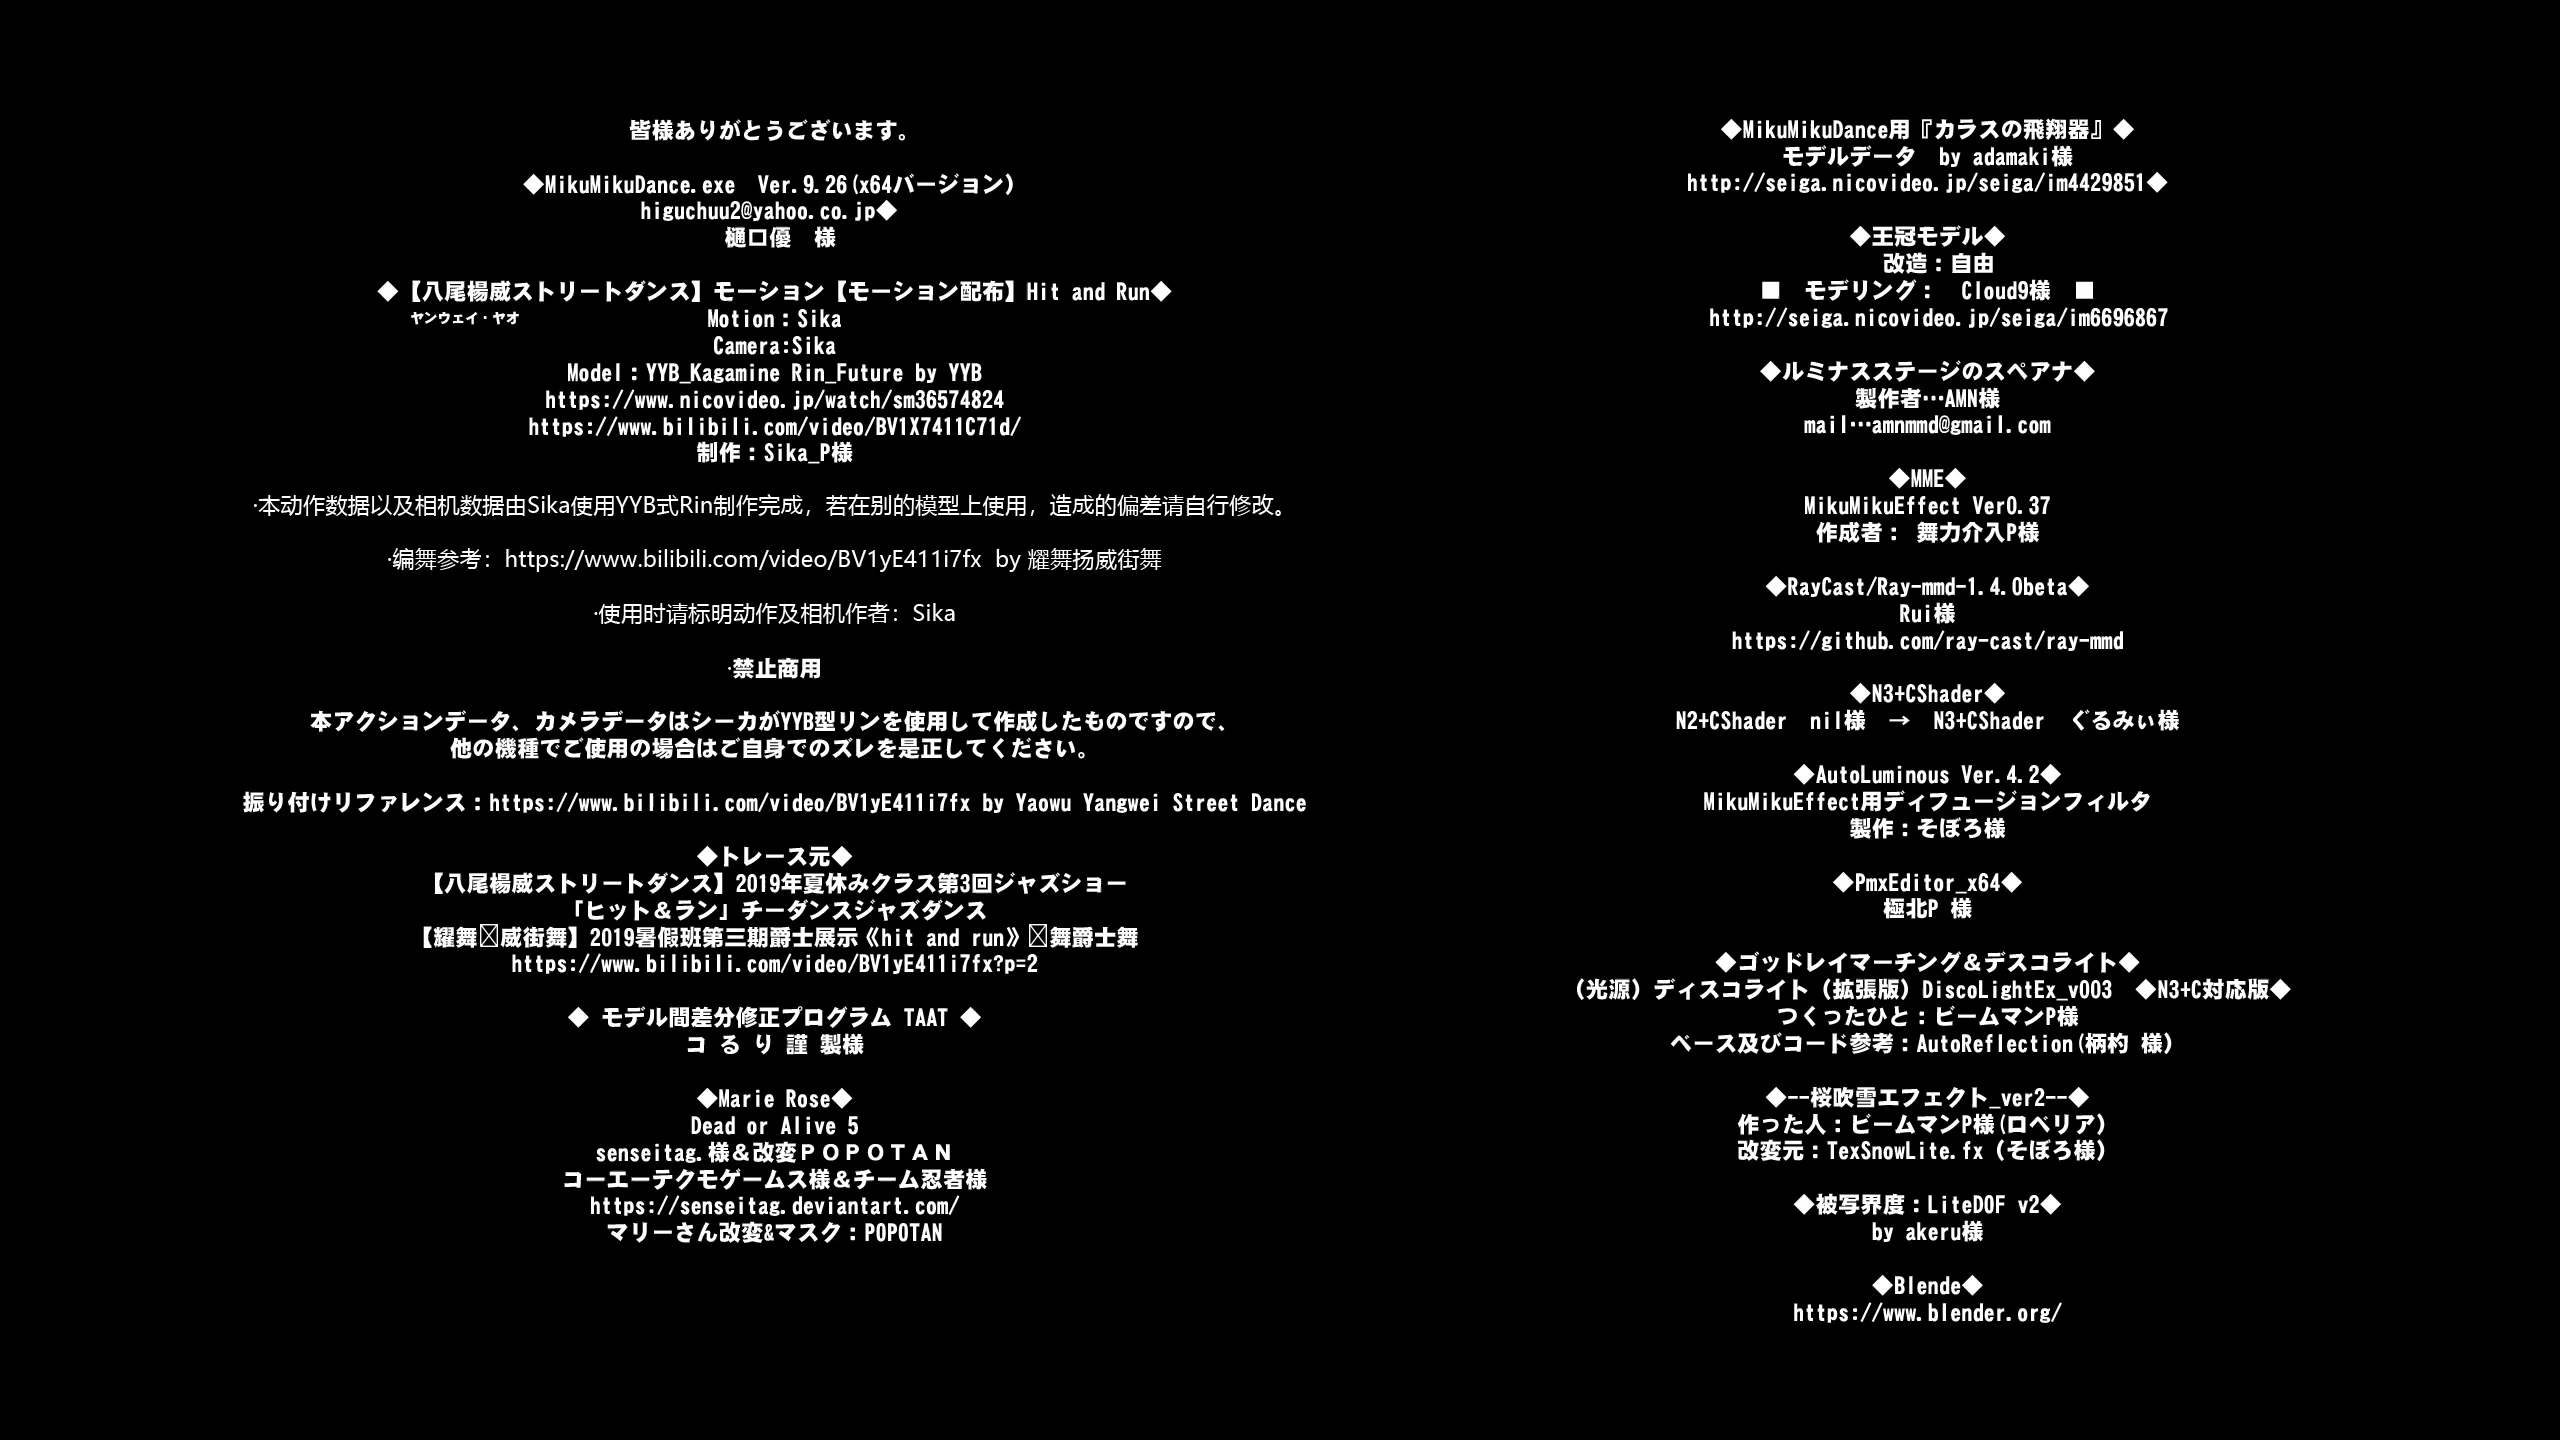 皆様ありがとうございます。
◆MikuMikuDance.exe　Ver.9.26(x64バージョン)
higuchuu2@yahoo.co.jp◆
樋口優　様
◆【八尾楊威ストリートダンス】モーション【モーション配布】Hit and Run◆
ヤンウェイ・ヤオ
Motion：Sika
Camera:Sika
Model：YYB_Kagamine Rin_Future by YYB
https://www.nicovideo.jp/watch/sm36574824
https://www.bilibili.com/video/BV1X7411C71d/
制作：Sika_P様
·本动作数据以及相机数据由Sika使用YYB式Rin制作完成，若在别的模型上使用，造成的偏差请自行修改。
·编舞参考：https://www.bilibili.com/video/BV1yE411i7fx by 耀舞扬威街舞
·使用时请标明动作及相机作者：Sika
·禁止商用
本アクションデータ、カメラデータはシーカがYYB型リンを使用して作成したものですので、
他の機種でご使用の場合はご自身でのズレを是正してください。
振り付けリファレンス：https://www.bilibili.com/video/BV1yE411i7fx by Yaowu Yangwei Street Dance
◆トレース元◆
【八尾楊威ストリートダンス】2019年夏休みクラス第3回ジャズショー
「ヒット＆ラン」チーダンスジャズダンス
【耀舞〿威街舞】2019暑假班第三期爵士展示《hit and run》〿舞爵士舞
https://www.bilibili.com/video/BV1yE411i7fx?p=2
◆ モデル間差分修正プログラム TAAT ◆
コ る り 謹 製様
◆Marie Rose◆
Dead or Alive 5
senseitag.様＆改変ＰＯＰＯＴＡＮ
コーエーテクモゲームス様＆チーム忍者様
https://senseitag.deviantart.com/
マリーさん改変&マスク：POPOTAN
◆MikuMikuDance用『カラスの飛翔器』◆
モデルデータ　by adamaki様
http://seiga.nicovideo.jp/seiga/im4429851◆
◆王冠モデル◆
改造：自由
■　モデリング：　Cloud9様　■
http://seiga.nicovideo.jp/seiga/im6696867
◆ルミナスステージのスペアナ◆
製作者…AMN様
mail…amnmmd@gmail.com
◆MME◆
MikuMikuEffect Ver0.37
作成者： 舞力介入P様
◆RayCast/Ray-mmd-1.4.0beta◆
Rui様
https://github.com/ray-cast/ray-mmd
◆N3+CShader◆
N2+CShader　nil様　→　N3+CShader　ぐるみぃ様
◆AutoLuminous Ver.4.2◆
MikuMikuEffect用ディフュージョンフィルタ
製作：そぼろ様
◆PmxEditor_x64◆
極北P 様
◆ゴッドレイマーチング＆デスコライト◆
（光源）ディスコライト（拡張版）DiscoLightEx_v003　◆N3+C対応版◆
つくったひと：ビームマンP様
ベース及びコード参考：AutoReflection(柄杓 様)
◆--桜吹雪エフェクト_ver2--◆
作った人：ビームマンP様(ロベリア)
改変元：TexSnowLite.fx（そぼろ様）
◆被写界度：LiteDOF v2◆
by akeru様
◆Blende◆
https://www.blender.org/